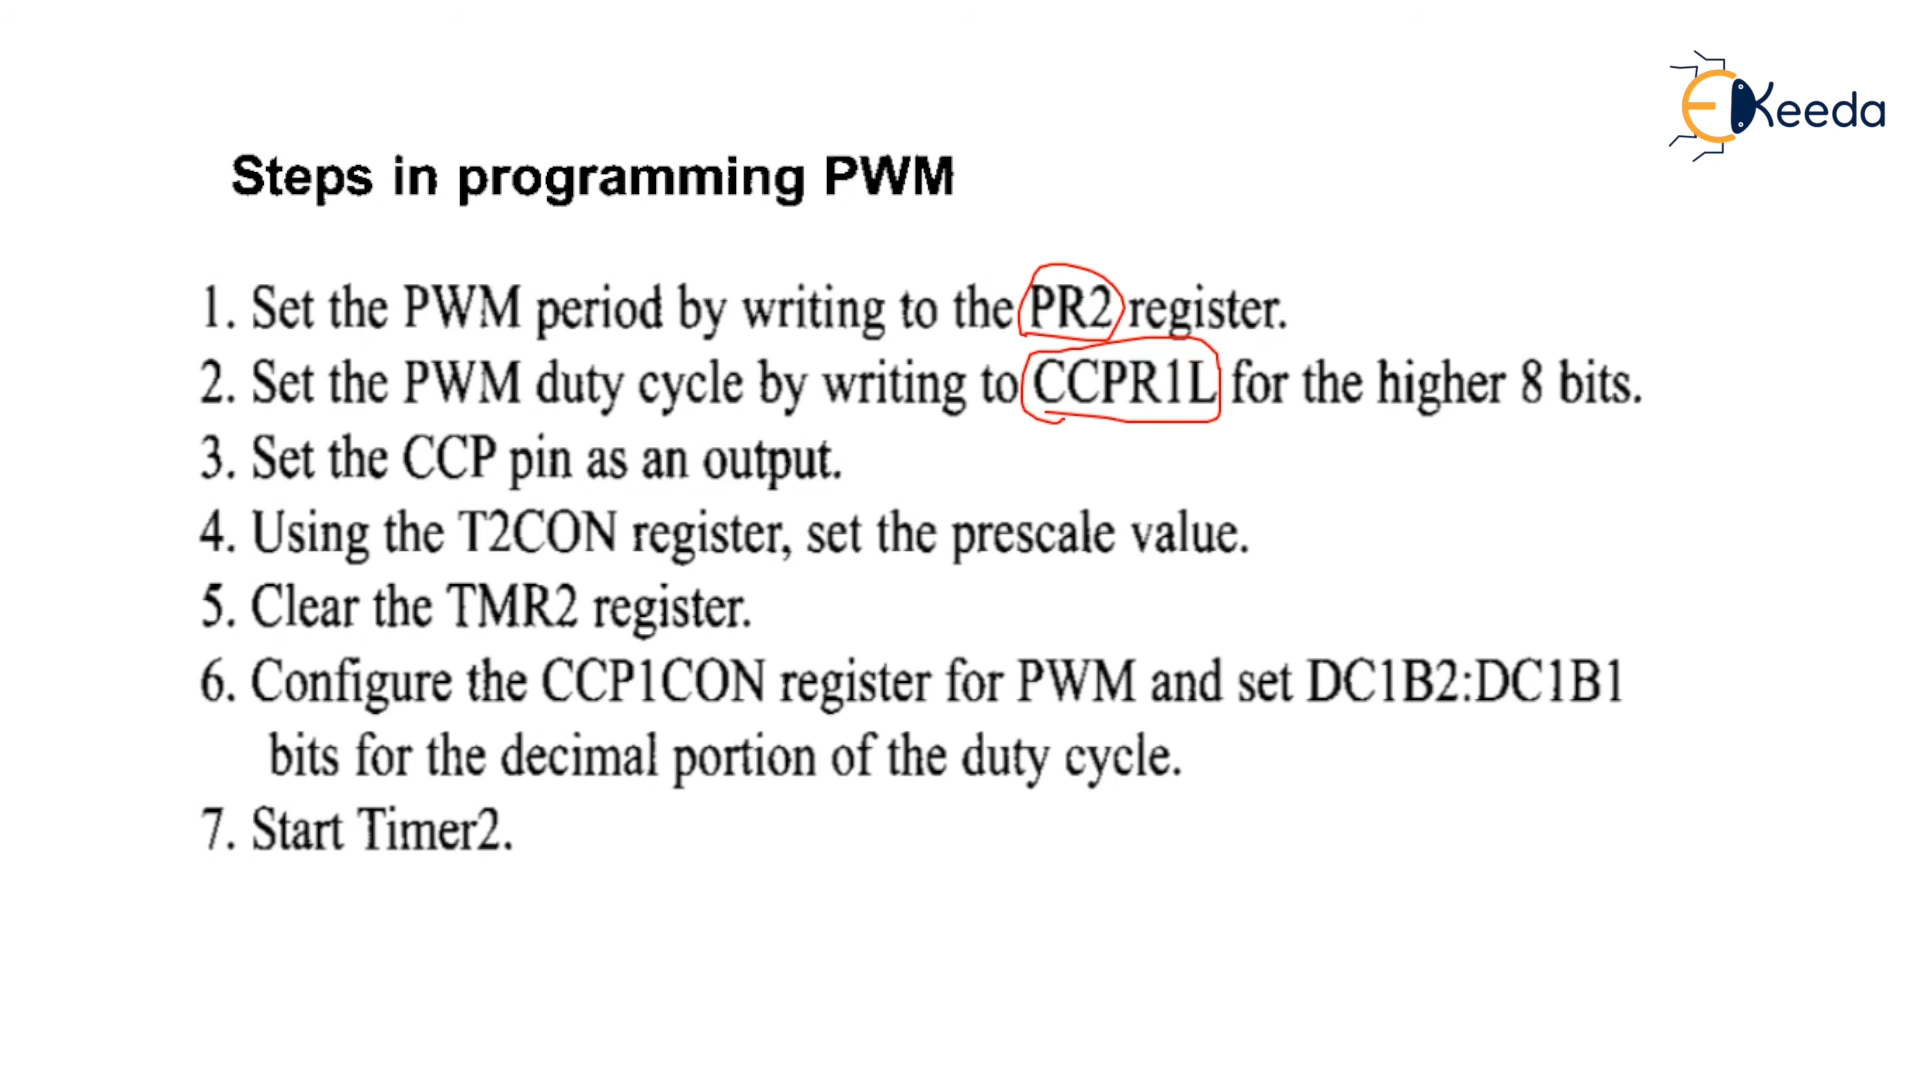 EKeeda
Steps in programming PWM
1. Set the PWM period by writing to the PR2 register.
2. Set the PWM duty cycle by writing to CCPR1L for the higher 8 bits.
3. Set the CCP pin as an output.
4. Using the T2CON register, set the prescale value.
5. Clear the TMR2 register.
6. Configure the CCP1CON register for PWM and set DC1B2:DC1B1
bits for the decimal portion of the duty cycle.
7. Start Timer2.